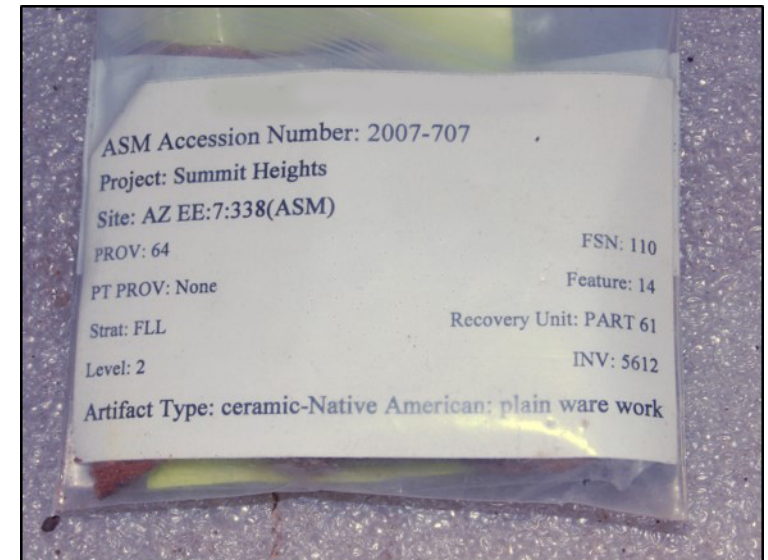 ASM Accession Number: 2007-707
Project: Summit Heights
Site: AZ EE:7:338(ASM)
PROV: 64 FSN: 110
PT PROV: None Feature: 14
Strat: FLL Recovery Unit: PART 61
Level: 2 INV: 5612
Artifact Type: ceramic-Native American: plain ware work